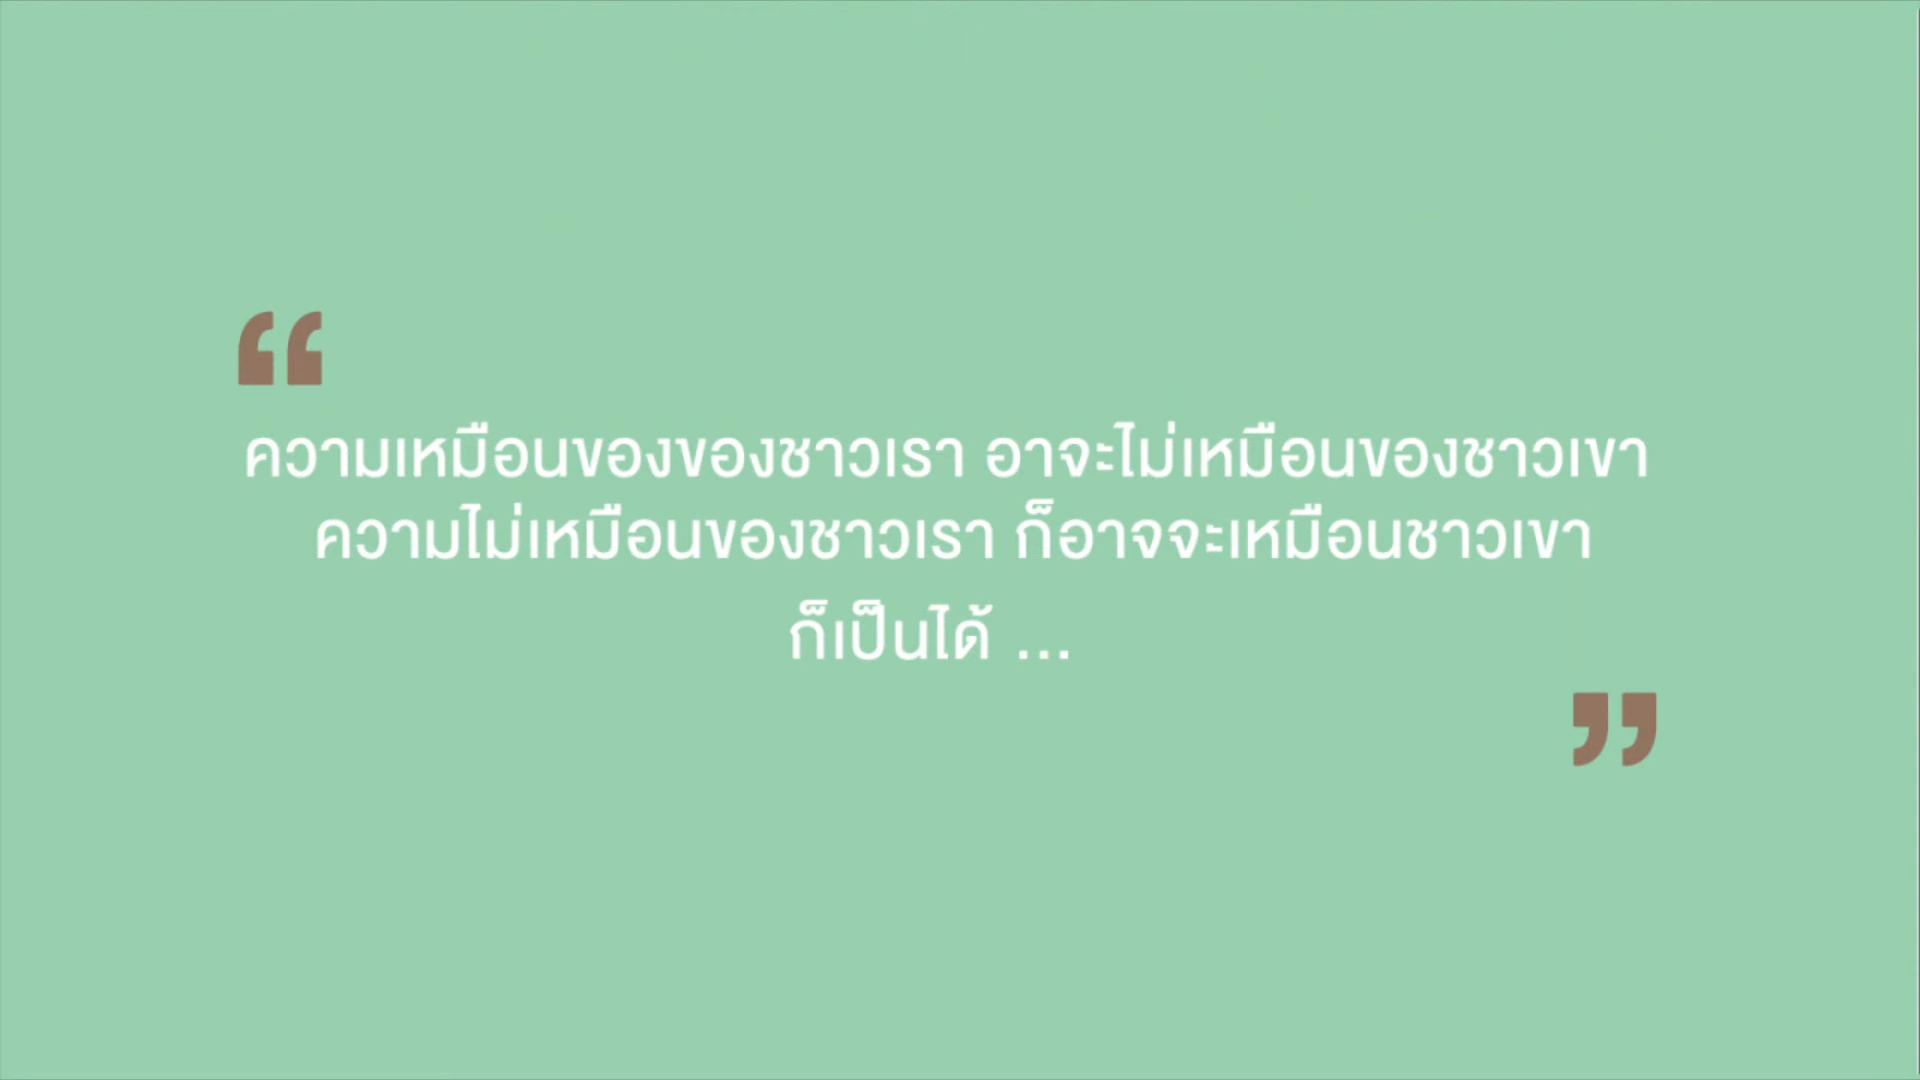 “
ความเหมือนของของชาวเรา อาจะไม่เหมือนของชาวเขา
ความไม่เหมือนของชาวเรา ก็อาจจะเหมือนชาวเขา
ก็เป็นได้ ...
”